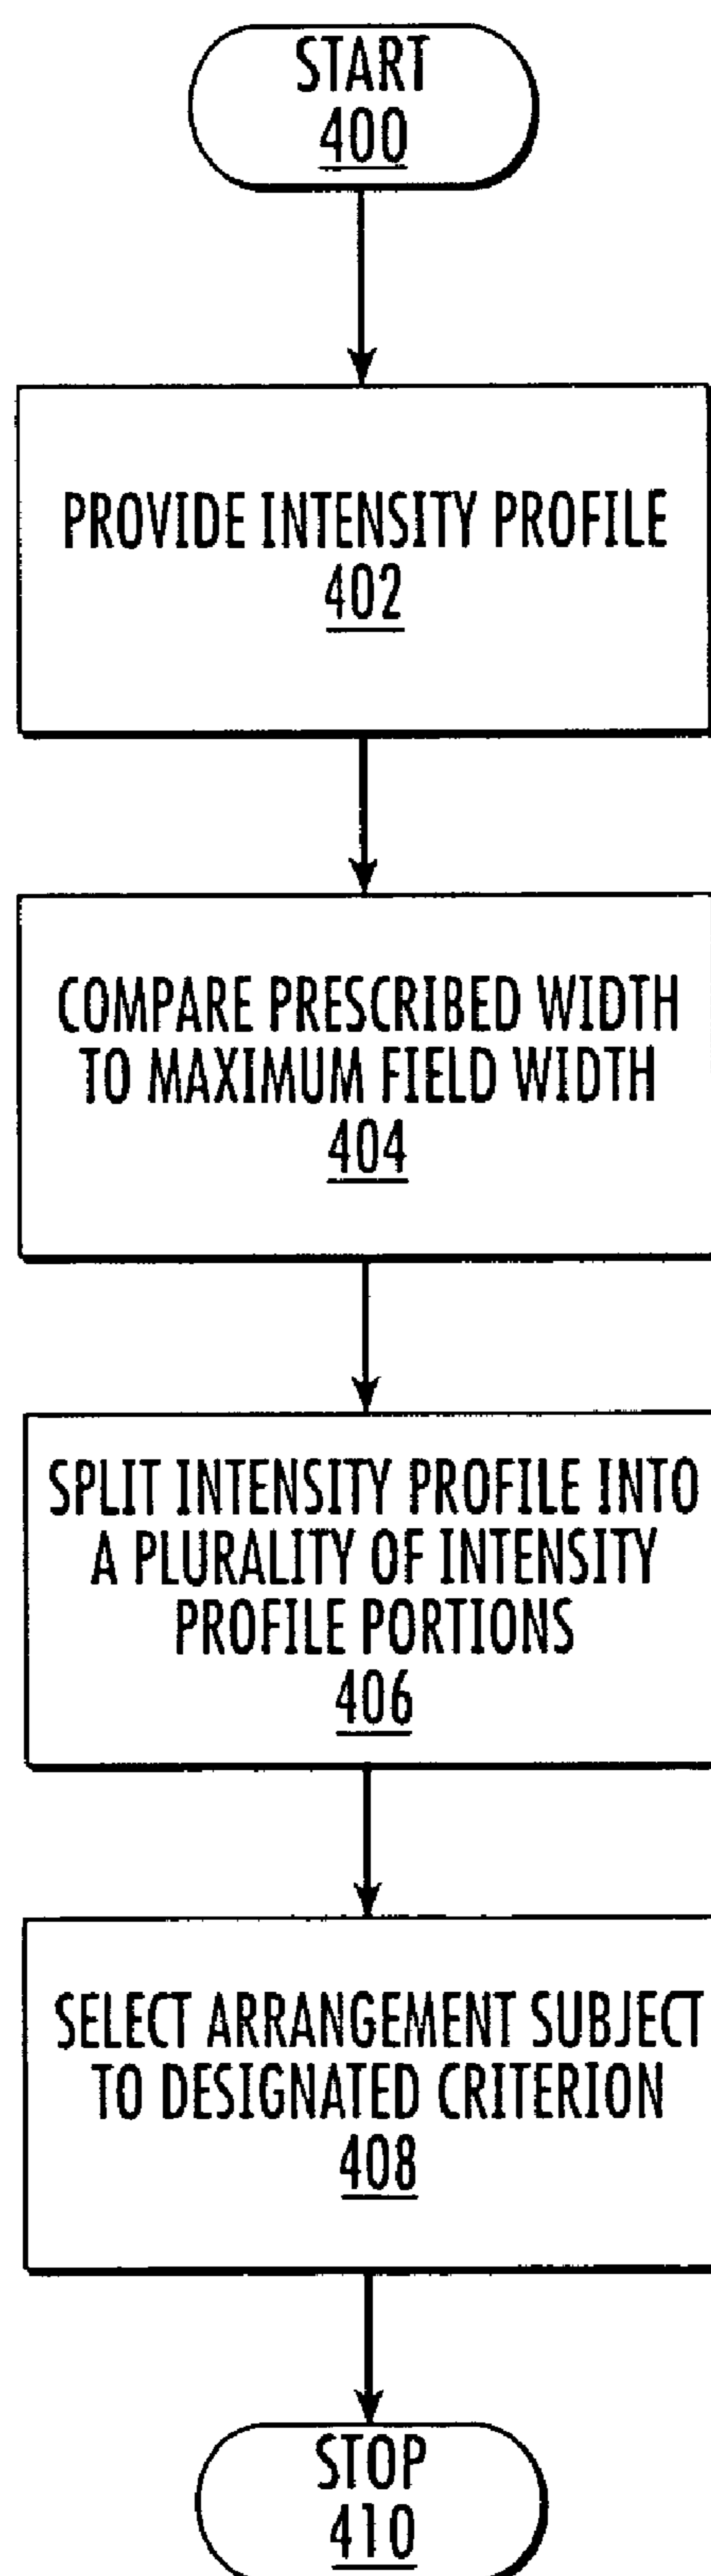 START
400
PROVIDE INTENSITY PROFILE
402
COMPARE PRESCRIBED WIDTH
TO MAXIMUM FIELD WIDTH
404
SPLIT INTENSITY PROFILE INTO
A PLURALITY OF INTENSITY
PROFILE PORTIONS
406
SELECT ARRANGEMENT SUBJECT
TO DESIGNATED CRITERION
408
STOP
410